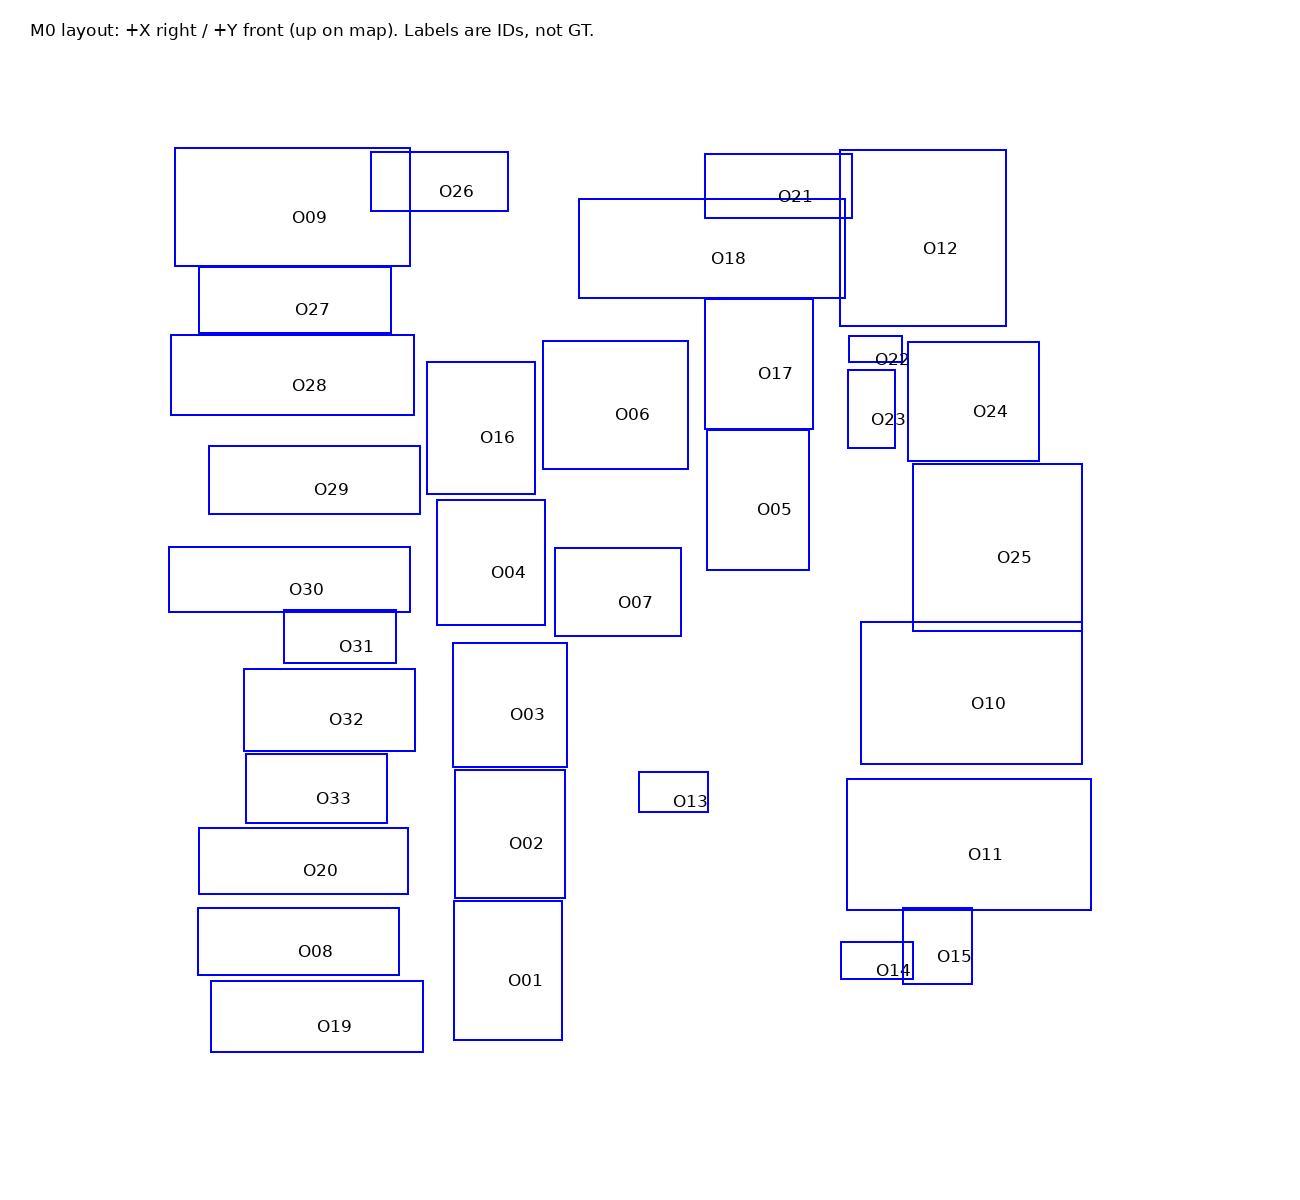 M0 layout: +X right / +Y front (up on map). Labels are IDs, not GT.
O26
O21
O09
O12
O18
O27
O22
O17
O28
O24
O06
O23
O16
O29
O05
O25
O04
O30
O07
O31
O10
O03
O32
O33
O13
O02
O11
O20
O08
O15
O14
O01
O19